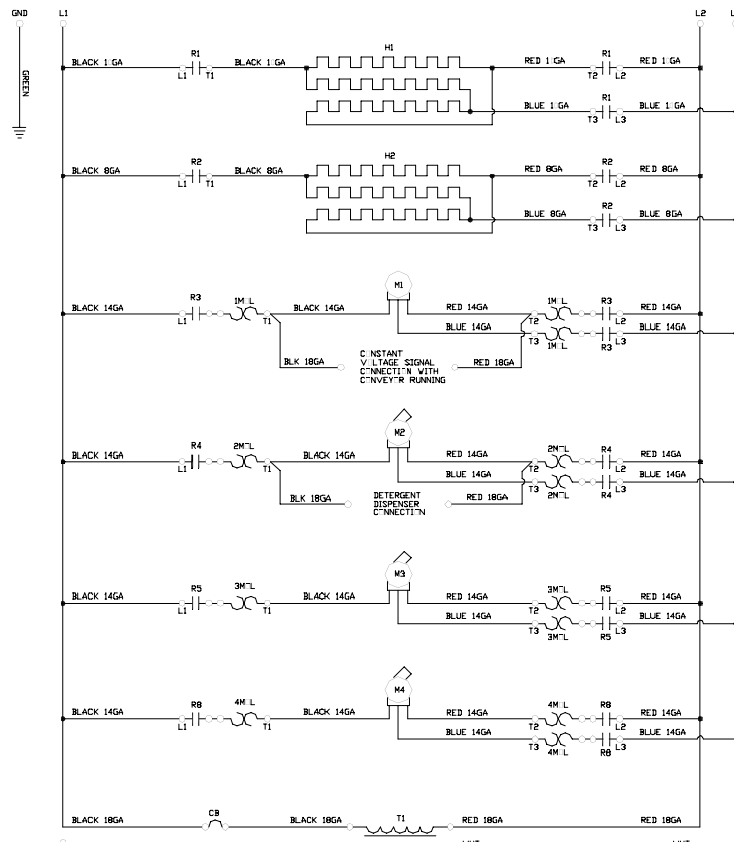 GND L1 L2 L
GREEN
BLACK 10GA L1 R1 T1 BLACK 10GA H1 RED 10GA T2 R1 L2 RED 10GA
BLUE 10GA T3 R1 L3 BLUE 10GA
BLACK 8GA L1 R2 T1 BLACK 8GA H2 RED 8GA T2 R2 L2 RED 8GA
BLUE 8GA T3 R2 L3 BLUE 8GA
BLACK 14GA L1 R3 1MOL T1 BLACK 14GA M1 RED 14GA T2 1MOL R3 L2 RED 14GA
BLUE 14GA T3 1MOL R3 L3 BLUE 14GA
BLK 18GA
CONSTANT
VOLTAGE SIGNAL
CONNECTION WITH
CONVEYOR RUNNING
RED 18GA
BLACK 14GA L1 R4 2MOL T1 BLACK 14GA M2 RED 14GA T2 2MOL R4 L2 RED 14GA
BLUE 14GA T3 2MOL R4 L3 BLUE 14GA
BLK 18GA
DETERGENT
DISPENSER
CONNECTION
RED 18GA
BLACK 14GA L1 R5 3MOL T1 BLACK 14GA M3 RED 14GA T2 3MOL R5 L2 RED 14GA
BLUE 14GA T3 3MOL R5 L3 BLUE 14GA
BLACK 14GA L1 R8 4MOL T1 BLACK 14GA M4 RED 14GA T2 4MOL R8 L2 RED 14GA
BLUE 14GA T3 4MOL R8 L3 BLUE 14GA
BLACK 18GA CB BLACK 18GA T1 RED 18GA RED 18GA